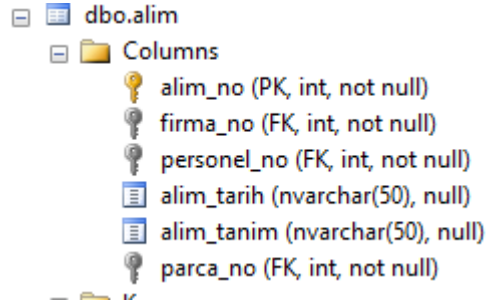 dbo.alim
Columns
alim_no (PK, int, not null)
firma_no (FK, int, not null)
personel_no (FK, int, not null)
alim_tarih (nvarchar(50), null)
alim_tanim (nvarchar(50), null)
parca_no (FK, int, not null)